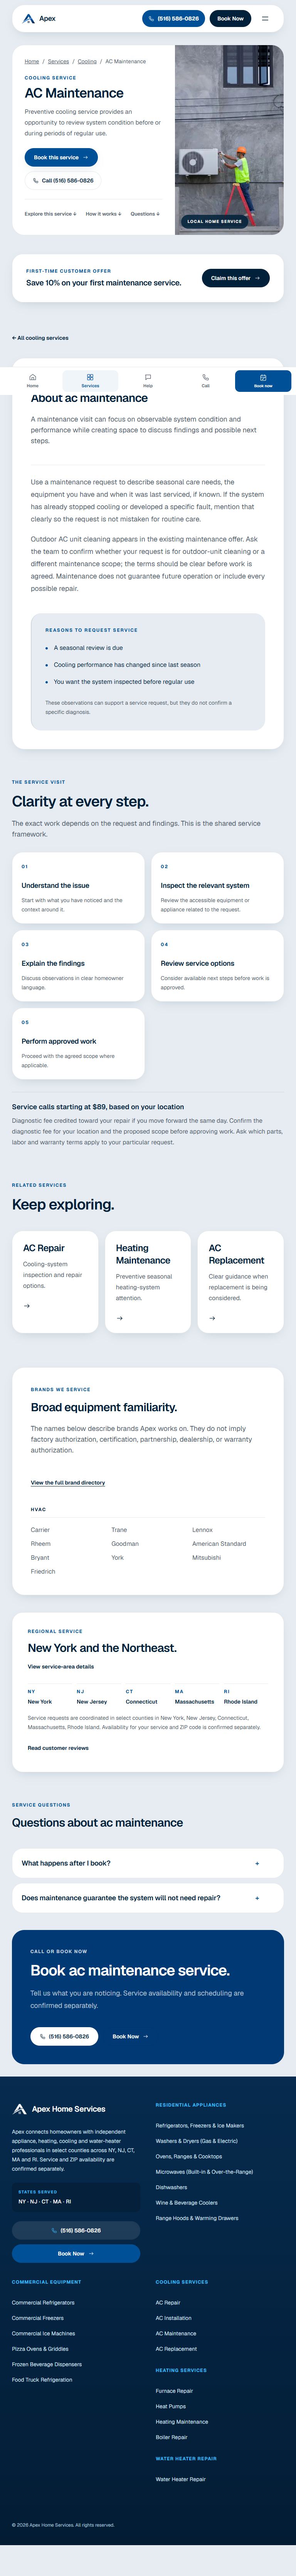 Apex
(516) 586-0826
Book Now
Home / Services / Cooling / AC Maintenance
COOLING SERVICE
AC Maintenance
Preventive cooling service provides an
opportunity to review system condition before or
during periods of regular use.
Book this service →
Call (516) 586-0826
Explore this service ↓ How it works ↓ Questions ↓
LOCAL HOME SERVICE
FIRST-TIME CUSTOMER OFFER
Save 10% on your first maintenance service.
Claim this offer →
← All cooling services
Home
Services
Help
Call
Book now
About ac maintenance
A maintenance visit can focus on observable system condition and
performance while creating space to discuss findings and possible next
steps.
Use a maintenance request to describe seasonal care needs, the
equipment you have and when it was last serviced, if known. If the system
has already stopped cooling or developed a specific fault, mention that
clearly so the request is not mistaken for routine care.
Outdoor AC unit cleaning appears in the existing maintenance offer. Ask
the team to confirm whether your request is for outdoor-unit cleaning or a
different maintenance scope; the terms should be clear before work is
agreed. Maintenance does not guarantee future operation or include every
possible repair.
REASONS TO REQUEST SERVICE
A seasonal review is due
Cooling performance has changed since last season
You want the system inspected before regular use
These observations can support a service request, but they do not confirm a
specific diagnosis.
THE SERVICE VISIT
Clarity at every step.
The exact work depends on the request and findings. This is the shared service
framework.
01
Understand the issue
Start with what you have noticed and the
context around it.
02
Inspect the relevant system
Review the accessible equipment or
appliance related to the request.
03
Explain the findings
Discuss observations in clear homeowner
language.
04
Review service options
Consider available next steps before work is
approved.
05
Perform approved work
Proceed with the agreed scope where
applicable.
Service calls starting at $89, based on your location
Diagnostic fee credited toward your repair if you move forward the same day. Confirm the
diagnostic fee for your location and the proposed scope before approving work. Ask which parts,
labor and warranty terms apply to your particular request.
RELATED SERVICES
Keep exploring.
AC Repair
Cooling-system
inspection and repair
options.
→
Heating
Maintenance
Preventive seasonal
heating-system
attention.
→
AC
Replacement
Clear guidance when
replacement is being
considered.
→
BRANDS WE SERVICE
Broad equipment familiarity.
The names below describe brands Apex works on. They do not imply
factory authorization, certification, partnership, dealership, or warranty
authorization.
View the full brand directory
HVAC
Carrier Trane Lennox
Rheem Goodman American Standard
Bryant York Mitsubishi
Friedrich
REGIONAL SERVICE
New York and the Northeast.
View service-area details
NY NJ CT MA RI
New York New Jersey Connecticut Massachusetts Rhode Island
Service requests are coordinated in select counties in New York, New Jersey, Connecticut,
Massachusetts, Rhode Island. Availability for your service and ZIP code is confirmed separately.
Read customer reviews
SERVICE QUESTIONS
Questions about ac maintenance
What happens after I book? +
Does maintenance guarantee the system will not need repair? +
CALL OR BOOK NOW
Book ac maintenance service.
Tell us what you are noticing. Service availability and scheduling are
confirmed separately.
(516) 586-0826
Book Now →
Apex Home Services
Apex connects homeowners with independent
appliance, heating, cooling and water-heater
professionals in select counties across NY, NJ, CT,
MA and RI. Service and ZIP availability are
confirmed separately.
STATES SERVED
NY · NJ · CT · MA · RI
(516) 586-0826
Book Now →
RESIDENTIAL APPLIANCES
Refrigerators, Freezers & Ice Makers
Washers & Dryers (Gas & Electric)
Ovens, Ranges & Cooktops
Microwaves (Built-in & Over-the-Range)
Dishwashers
Wine & Beverage Coolers
Range Hoods & Warming Drawers
COMMERCIAL EQUIPMENT
Commercial Refrigerators
Commercial Freezers
Commercial Ice Machines
Pizza Ovens & Griddles
Frozen Beverage Dispensers
Food Truck Refrigeration
COOLING SERVICES
AC Repair
AC Installation
AC Maintenance
AC Replacement
HEATING SERVICES
Furnace Repair
Heat Pumps
Heating Maintenance
Boiler Repair
WATER HEATER REPAIR
Water Heater Repair
© 2026 Apex Home Services. All rights reserved.